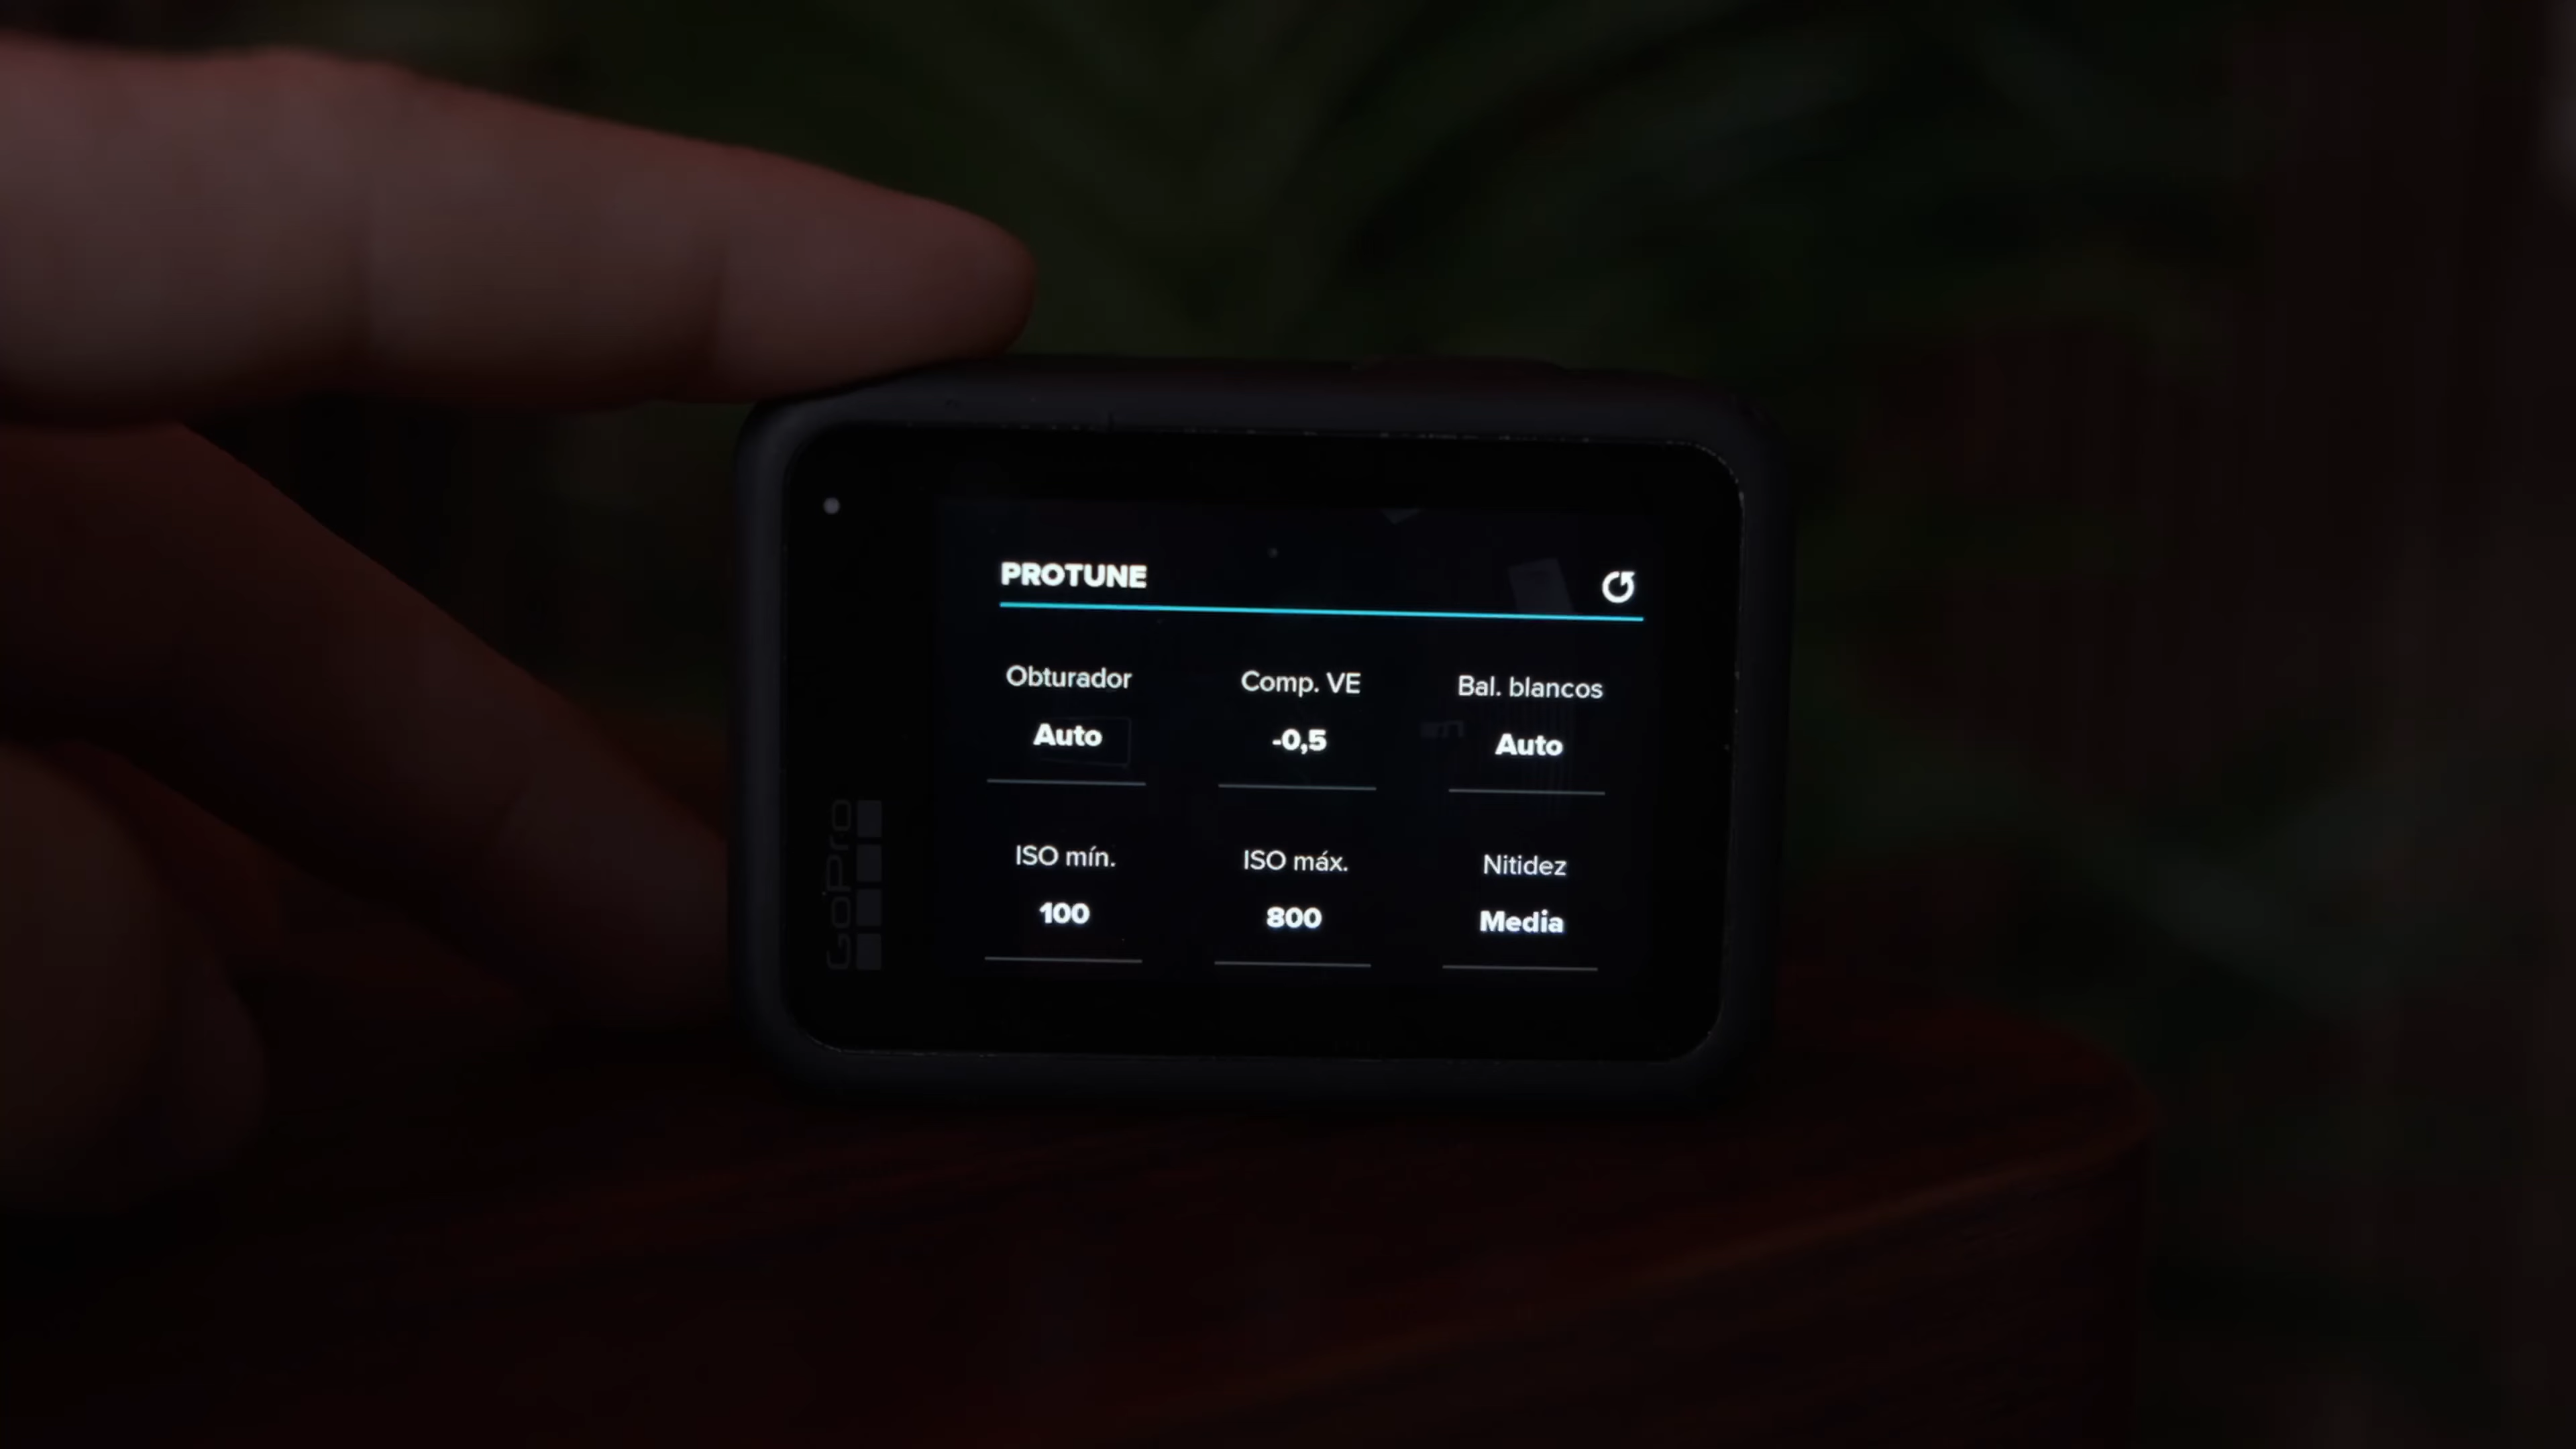 PROTUNE
Obturador Comp. VE Bal. blancos
Auto -0,5 Auto
ISO mín. ISO máx. Nitidez
100 800 Media
GoPro